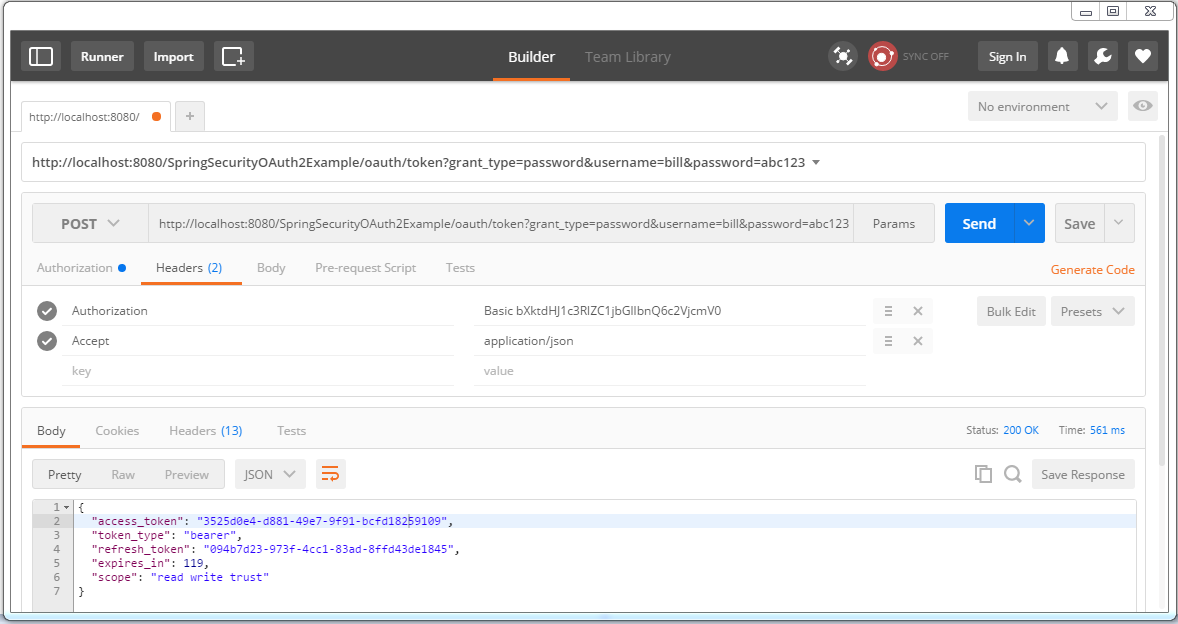 Runner Import Builder Team Library SYNC OFF Sign In
http://localhost:8080/ + No environment
http://localhost:8080/SpringSecurityOAuth2Example/oauth/token?grant_type=password&username=bill&password=abc123
POST http://localhost:8080/SpringSecurityOAuth2Example/oauth/token?grant_type=password&username=bill&password=abc123 Params Send Save
Authorization Headers (2) Body Pre-request Script Tests Generate Code
Authorization Basic bXktdHJ1c3RlZC1jbGllbnQ6c2VjcmV0 Bulk Edit Presets
Accept application/json
key value
Body Cookies Headers (13) Tests Status: 200 OK Time: 561 ms
Pretty Raw Preview JSON Save Response
1 {
2 "access_token": "3525d0e4-d881-49e7-9f91-bcfd18259109",
3 "token_type": "bearer",
4 "refresh_token": "094b7d23-973f-4cc1-83ad-8ffd43de1845",
5 "expires_in": 119,
6 "scope": "read write trust"
7 }